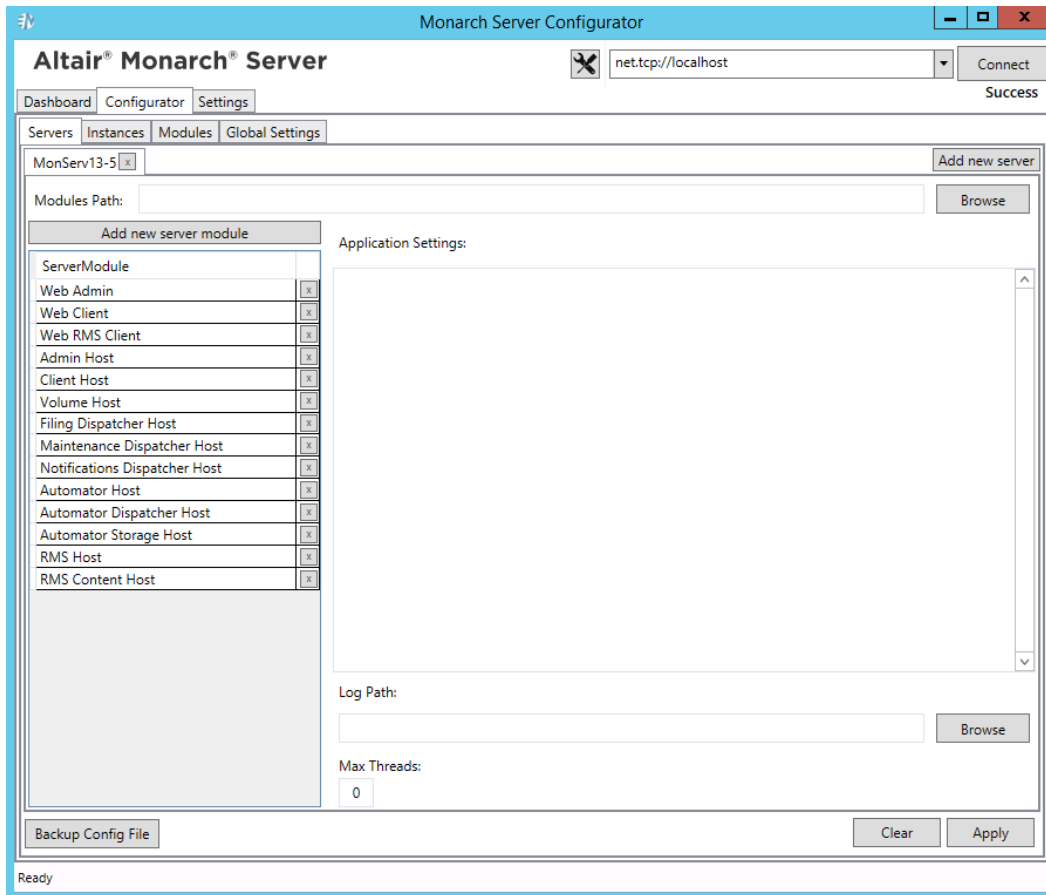 Monarch Server Configurator
Altair® Monarch® Server
net.tcp://localhost
Connect
Success
Dashboard Configurator Settings
Servers Instances Modules Global Settings
MonServ13-5 x
Add new server
Modules Path:
Browse
Add new server module
Application Settings:
ServerModule
Web Admin x
Web Client x
Web RMS Client x
Admin Host x
Client Host x
Volume Host x
Filing Dispatcher Host x
Maintenance Dispatcher Host x
Notifications Dispatcher Host x
Automator Host x
Automator Dispatcher Host x
Automator Storage Host x
RMS Host x
RMS Content Host x
Log Path:
Browse
Max Threads:
0
Backup Config File
Clear
Apply
Ready